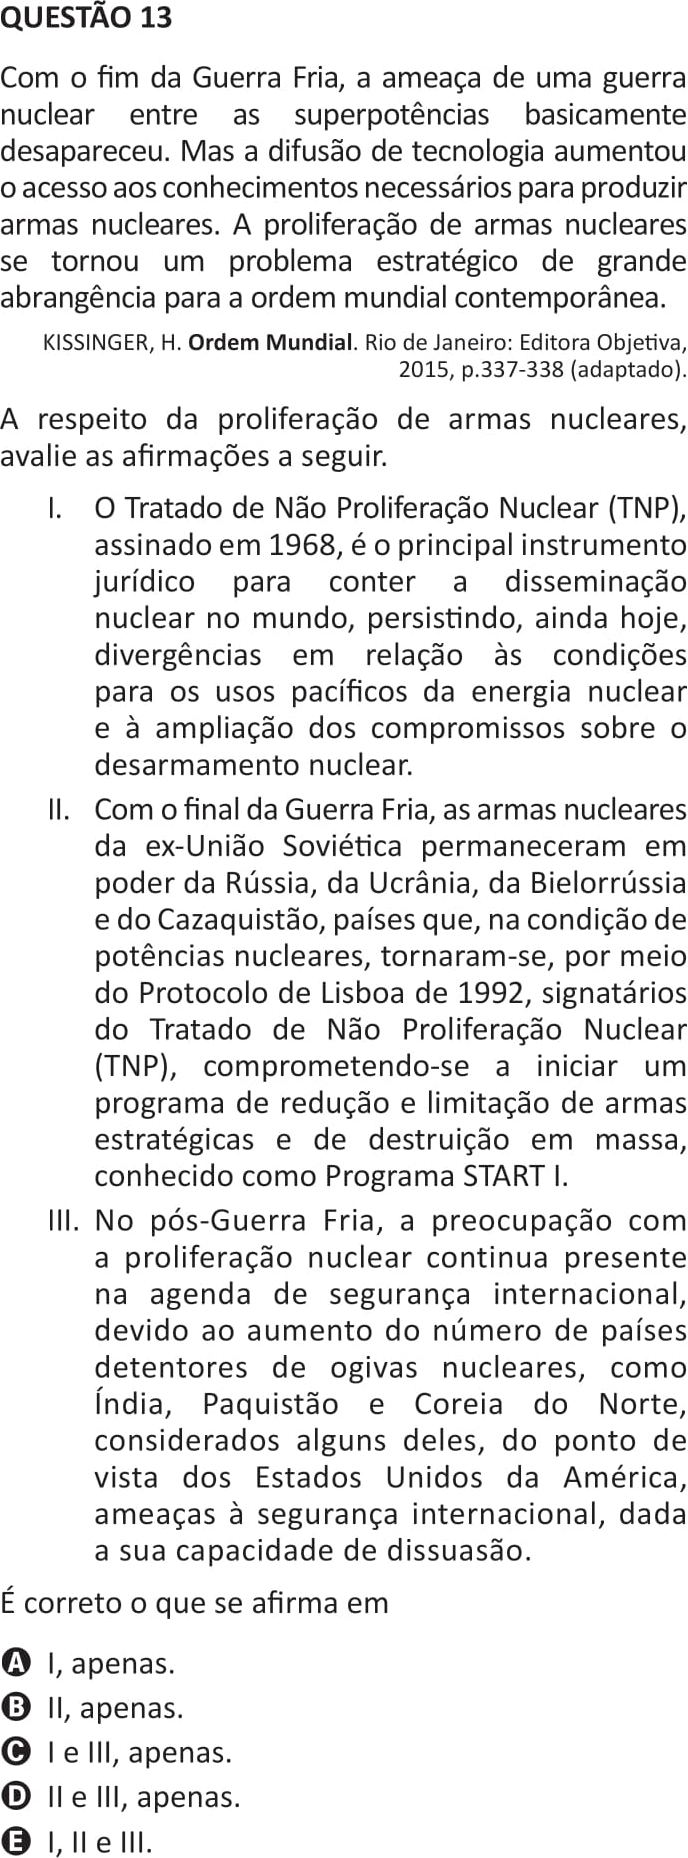 QUESTÃO 13
Com o fim da Guerra Fria, a ameaça de uma guerra
nuclear entre as superpotências basicamente
desapareceu. Mas a difusão de tecnologia aumentou
o acesso aos conhecimentos necessários para produzir
armas nucleares. A proliferação de armas nucleares
se tornou um problema estratégico de grande
abrangência para a ordem mundial contemporânea.
KISSINGER, H. Ordem Mundial. Rio de Janeiro: Editora Objetiva,
2015, p.337-338 (adaptado).
A respeito da proliferação de armas nucleares,
avalie as afirmações a seguir.
I. O Tratado de Não Proliferação Nuclear (TNP),
assinado em 1968, é o principal instrumento
jurídico para conter a disseminação
nuclear no mundo, persistindo, ainda hoje,
divergências em relação às condições
para os usos pacíficos da energia nuclear
e à ampliação dos compromissos sobre o
desarmamento nuclear.
II. Com o final da Guerra Fria, as armas nucleares
da ex-União Soviética permaneceram em
poder da Rússia, da Ucrânia, da Bielorrússia
e do Cazaquistão, países que, na condição de
potências nucleares, tornaram-se, por meio
do Protocolo de Lisboa de 1992, signatários
do Tratado de Não Proliferação Nuclear
(TNP), comprometendo-se a iniciar um
programa de redução e limitação de armas
estratégicas e de destruição em massa,
conhecido como Programa START I.
III. No pós-Guerra Fria, a preocupação com
a proliferação nuclear continua presente
na agenda de segurança internacional,
devido ao aumento do número de países
detentores de ogivas nucleares, como
Índia, Paquistão e Coreia do Norte,
considerados alguns deles, do ponto de
vista dos Estados Unidos da América,
ameaças à segurança internacional, dada
a sua capacidade de dissuasão.
É correto o que se afirma em
A I, apenas.
B II, apenas.
C I e III, apenas.
D II e III, apenas.
E I, II e III.